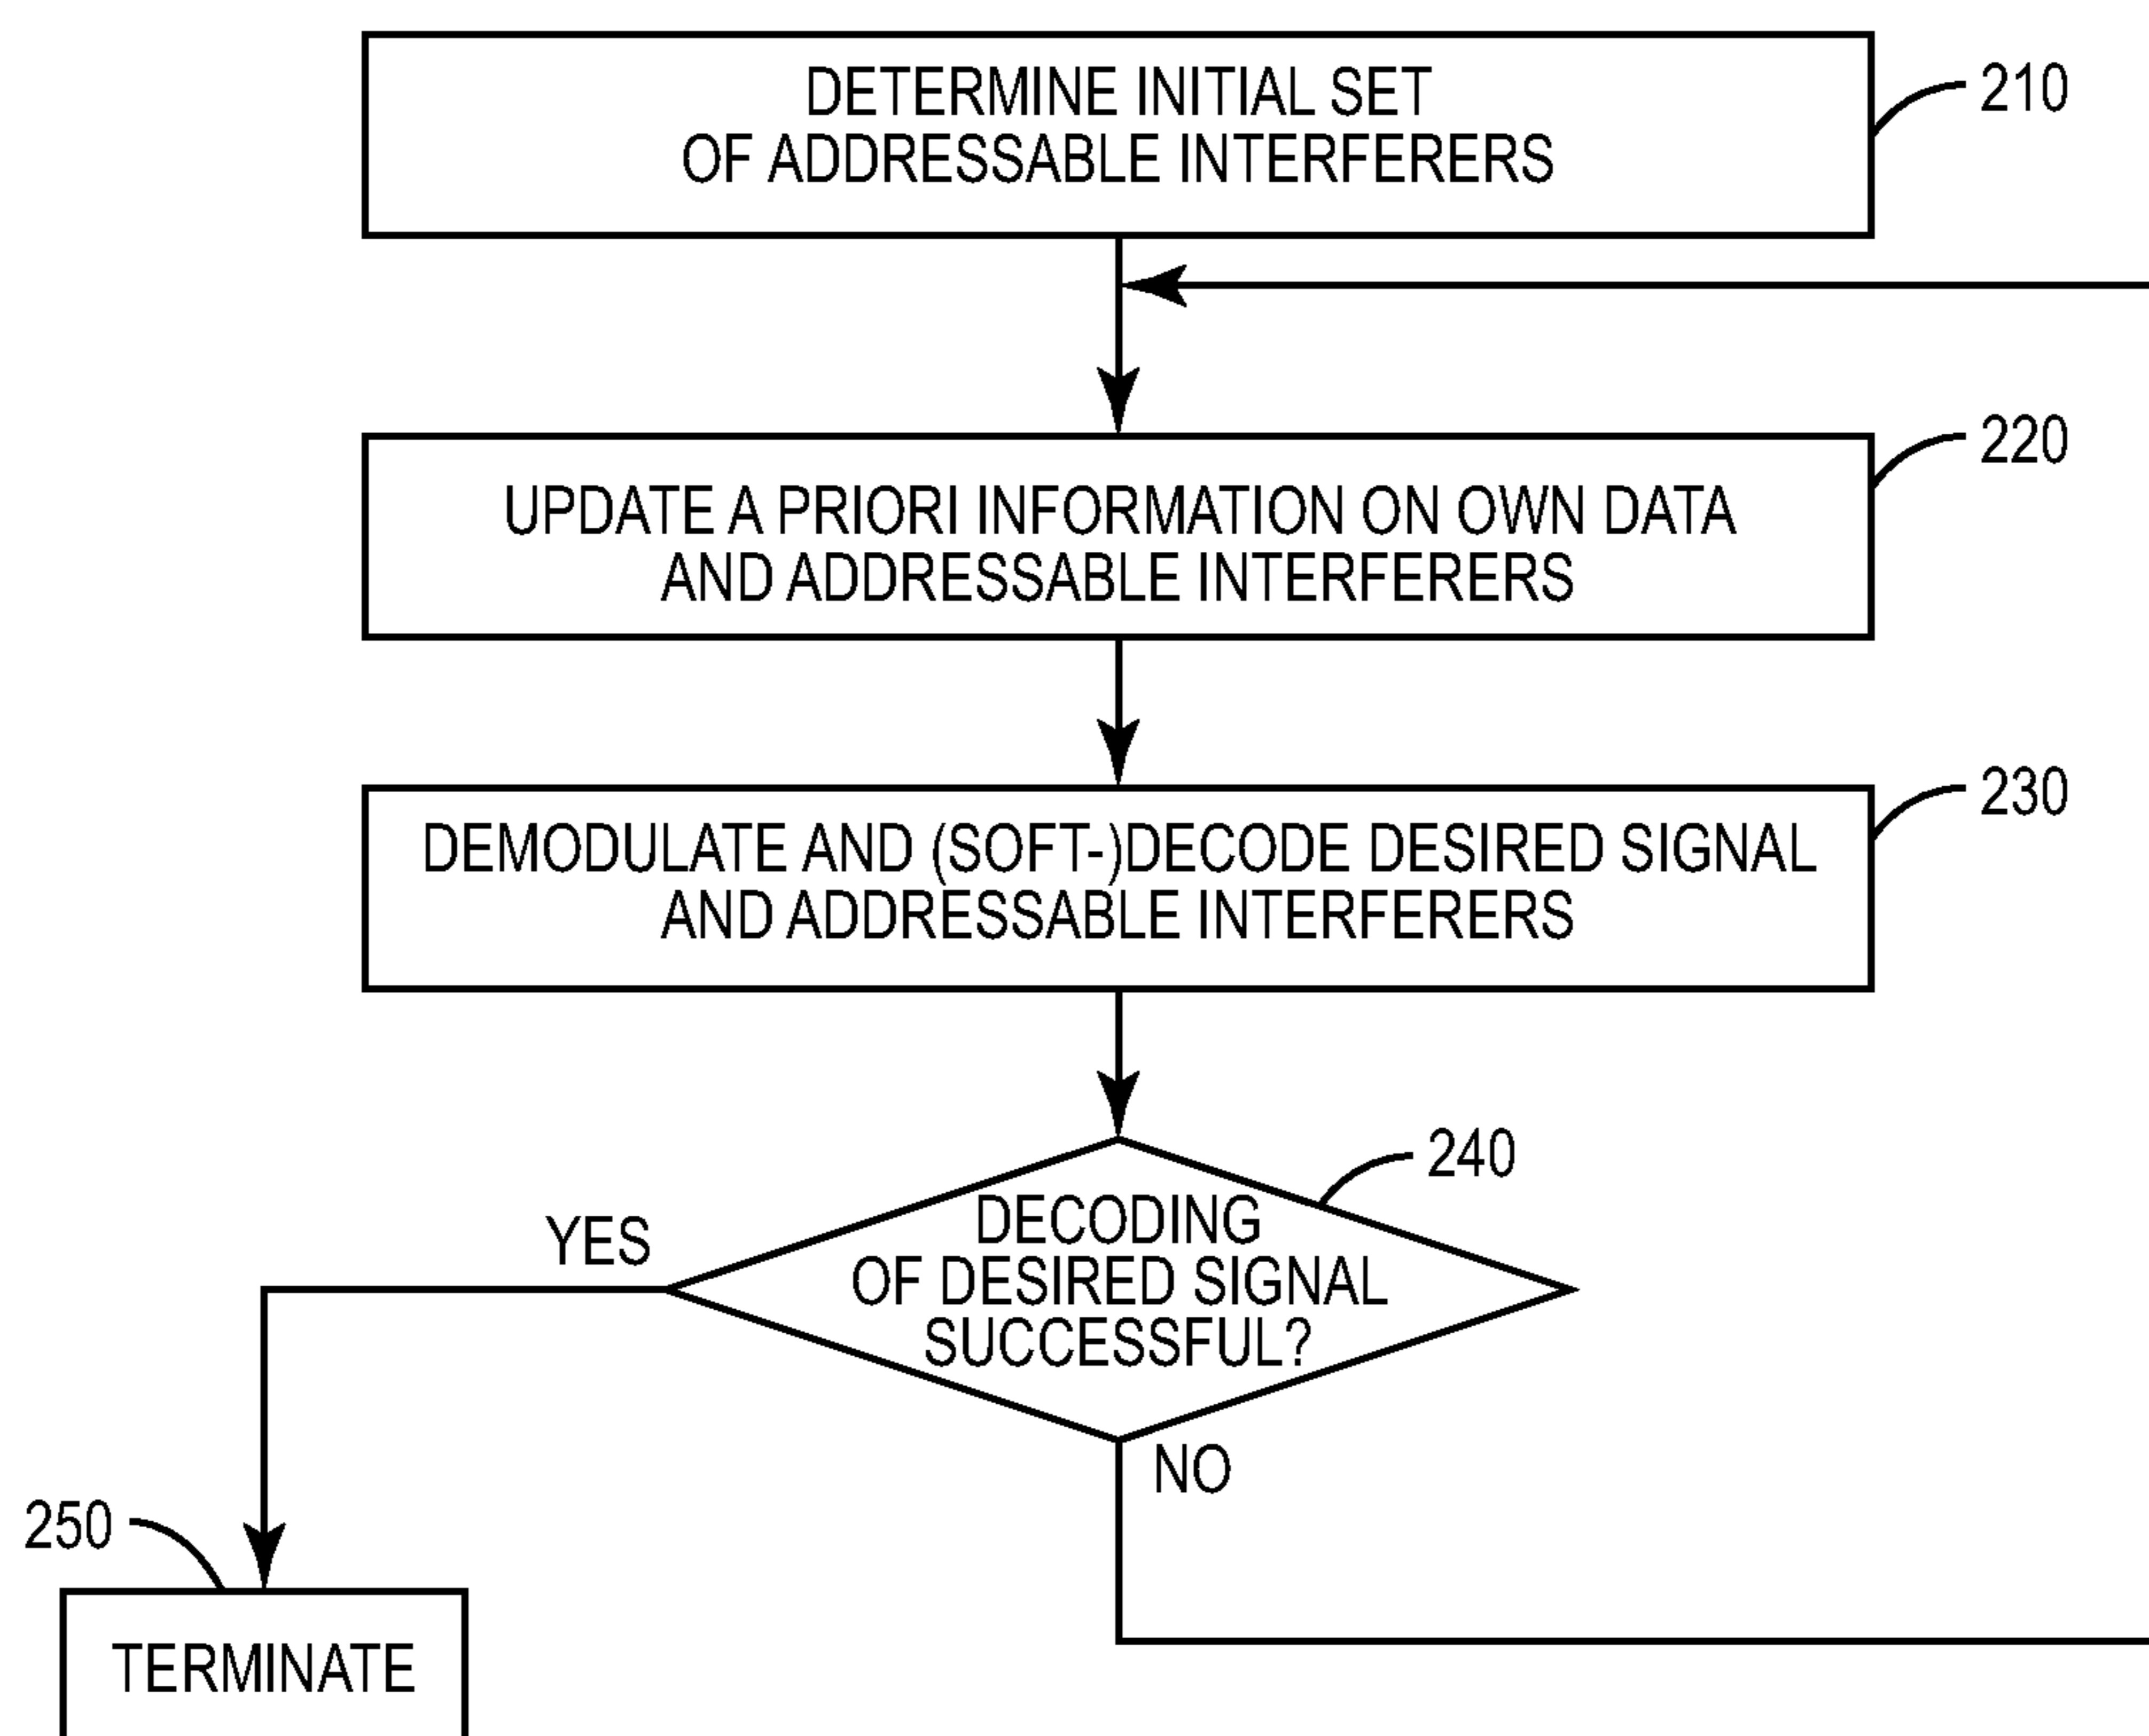 DETERMINE INITIAL SET
OF ADDRESSABLE INTERFERERS
210
UPDATE A PRIORI INFORMATION ON OWN DATA
AND ADDRESSABLE INTERFERERS
220
DEMODULATE AND (SOFT-)DECODE DESIRED SIGNAL
AND ADDRESSABLE INTERFERERS
230
240
DECODING
OF DESIRED SIGNAL
SUCCESSFUL?
YES
NO
250
TERMINATE